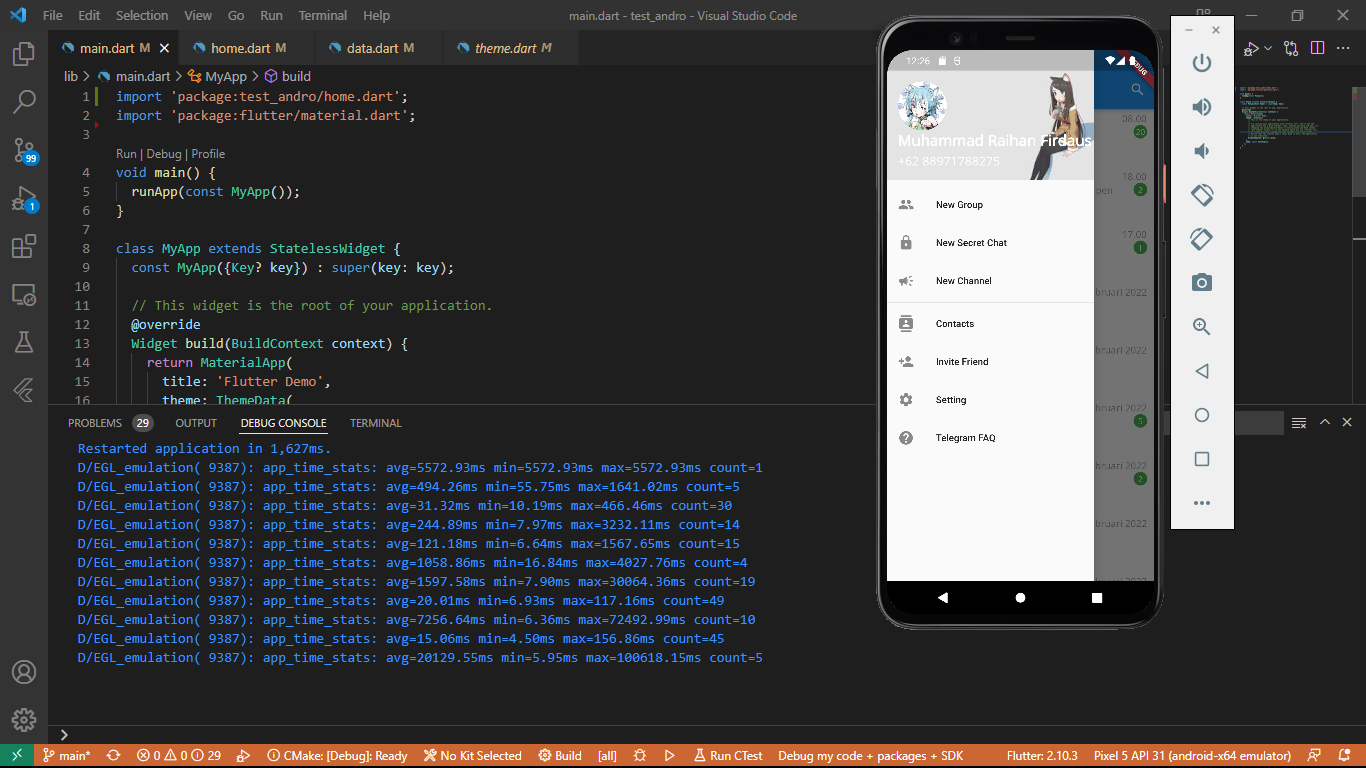 File Edit Selection View Go Run Terminal Help
main.dart - test_andro - Visual Studio Code
main.dart M
home.dart M
data.dart M
theme.dart M
lib > main.dart > MyApp > build
1 import 'package:test_andro/home.dart';
2 import 'package:flutter/material.dart';
3
Run | Debug | Profile
4 void main() {
5 runApp(const MyApp());
6 }
7
8 class MyApp extends StatelessWidget {
9 const MyApp({Key? key}) : super(key: key);
10
11 // This widget is the root of your application.
12 @override
13 Widget build(BuildContext context) {
14 return MaterialApp(
15 title: 'Flutter Demo',
16 theme: ThemeData(
99
1
PROBLEMS 29 OUTPUT DEBUG CONSOLE TERMINAL
Restarted application in 1,627ms.
D/EGL_emulation( 9387): app_time_stats: avg=5572.93ms min=5572.93ms max=5572.93ms count=1
D/EGL_emulation( 9387): app_time_stats: avg=494.26ms min=55.75ms max=1641.02ms count=5
D/EGL_emulation( 9387): app_time_stats: avg=31.32ms min=10.19ms max=466.46ms count=30
D/EGL_emulation( 9387): app_time_stats: avg=244.89ms min=7.97ms max=3232.11ms count=14
D/EGL_emulation( 9387): app_time_stats: avg=121.18ms min=6.64ms max=1567.65ms count=15
D/EGL_emulation( 9387): app_time_stats: avg=1058.86ms min=16.84ms max=4027.76ms count=4
D/EGL_emulation( 9387): app_time_stats: avg=1597.58ms min=7.90ms max=30064.36ms count=19
D/EGL_emulation( 9387): app_time_stats: avg=20.01ms min=6.93ms max=117.16ms count=49
D/EGL_emulation( 9387): app_time_stats: avg=7256.64ms min=6.36ms max=72492.99ms count=10
D/EGL_emulation( 9387): app_time_stats: avg=15.06ms min=4.50ms max=156.86ms count=45
D/EGL_emulation( 9387): app_time_stats: avg=20129.55ms min=5.95ms max=100618.15ms count=5
12:26
Muhammad Raihan Firdaus
+62 88971788275
New Group
New Secret Chat
New Channel
Contacts
Invite Friend
Setting
Telegram FAQ
08.00
20
18.00
pen 2
17.00
1
bruari 2022
bruari 2022
bruari 2022
5
bruari 2022
2
bruari 2022
main* 0 0 29 CMake: [Debug]: Ready No Kit Selected Build [all] Run CTest Debug my code + packages + SDK Flutter: 2.10.3 Pixel 5 API 31 (android-x64 emulator)